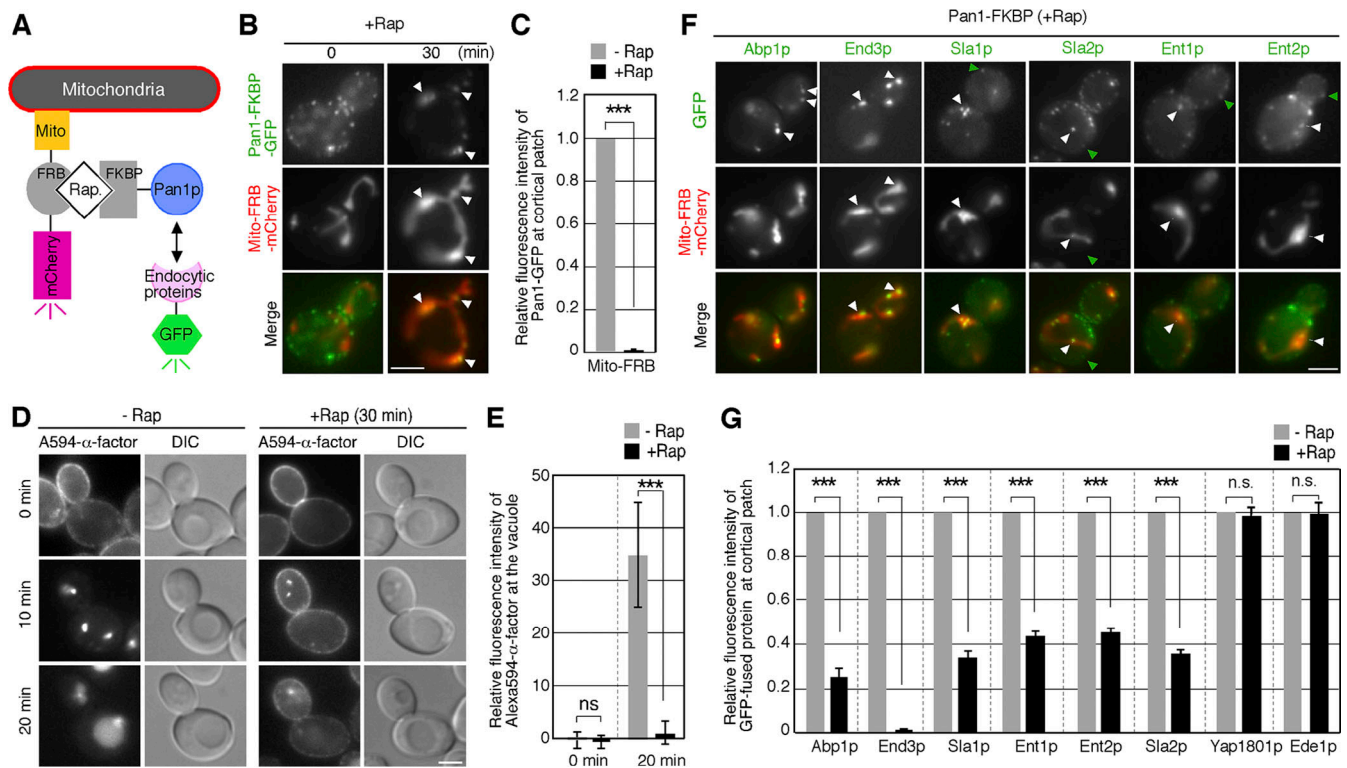 A
Mitochondria
Mito
FRB
Rap.
FKBP
Pan1p
mCherry
Endocytic
proteins
GFP
B
+Rap
0
30
(min)
Pan1-FKBP
-GFP
Mito-FRB
-mCherry
Merge
C
- Rap
+Rap
Relative fluorescence intensity of
Pan1-GFP at cortical patch
1.2
1.0
0.8
0.6
0.4
0.2
0
***
Mito-FRB
F
Pan1-FKBP (+Rap)
Abp1p
End3p
Sla1p
Sla2p
Ent1p
Ent2p
GFP
Mito-FRB
-mCherry
Merge
D
- Rap
+Rap (30 min)
A594-α-factor
DIC
A594-α-factor
DIC
0 min
10 min
20 min
E
- Rap
+Rap
Relative fluorescence intensity of
Alexa594-α-factor at the vacuole
50
40
30
20
10
0
ns
***
0 min
20 min
G
- Rap
+Rap
Relative fluorescence intensity of
GFP-fused protein at cortical patch
1.2
1.0
0.8
0.6
0.4
0.2
0
***
***
***
***
***
***
n.s.
n.s.
Abp1p
End3p
Sla1p
Ent1p
Ent2p
Sla2p
Yap1801p
Ede1p